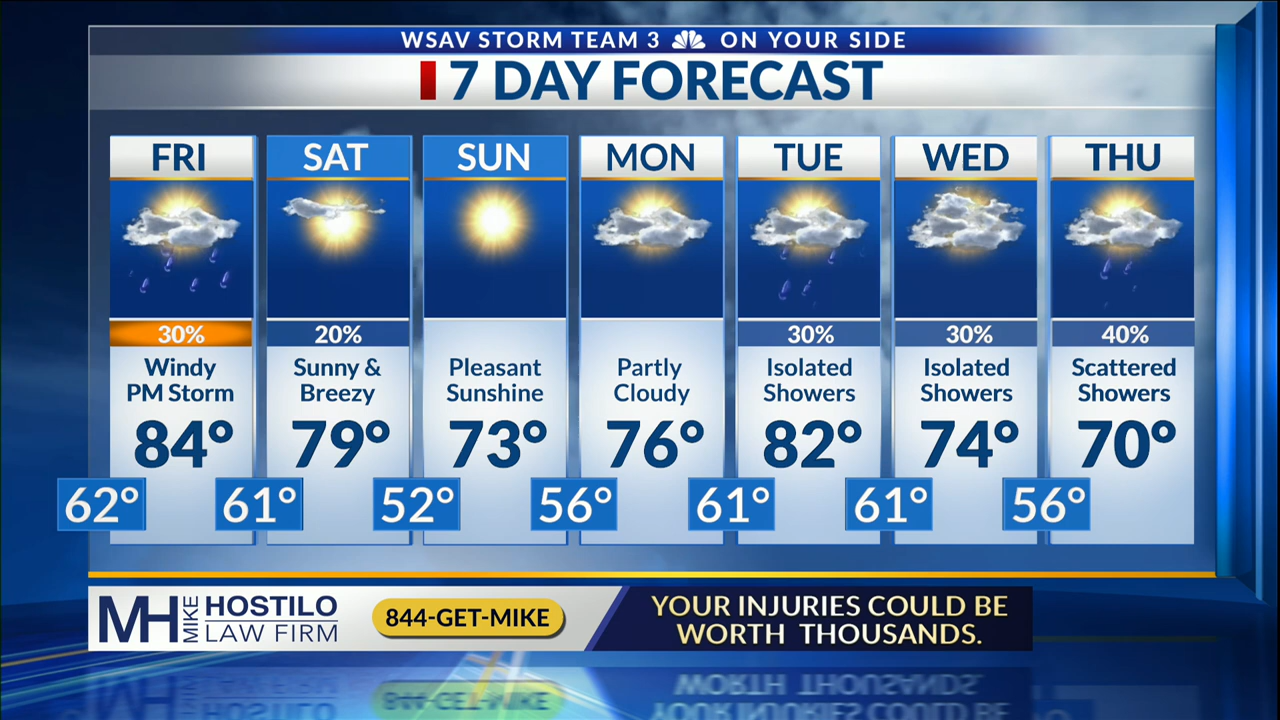 WSAV STORM TEAM 3 ON YOUR SIDE
7 DAY FORECAST
FRI
30%
Windy
PM Storm
84°
62°
SAT
20%
Sunny &
Breezy
79°
61°
SUN
Pleasant
Sunshine
73°
52°
MON
Partly
Cloudy
76°
56°
TUE
30%
Isolated
Showers
82°
61°
WED
30%
Isolated
Showers
74°
61°
THU
40%
Scattered
Showers
70°
56°
MH
MIKE
HOSTILO
LAW FIRM
844-GET-MIKE
YOUR INJURIES COULD BE
WORTH THOUSANDS.